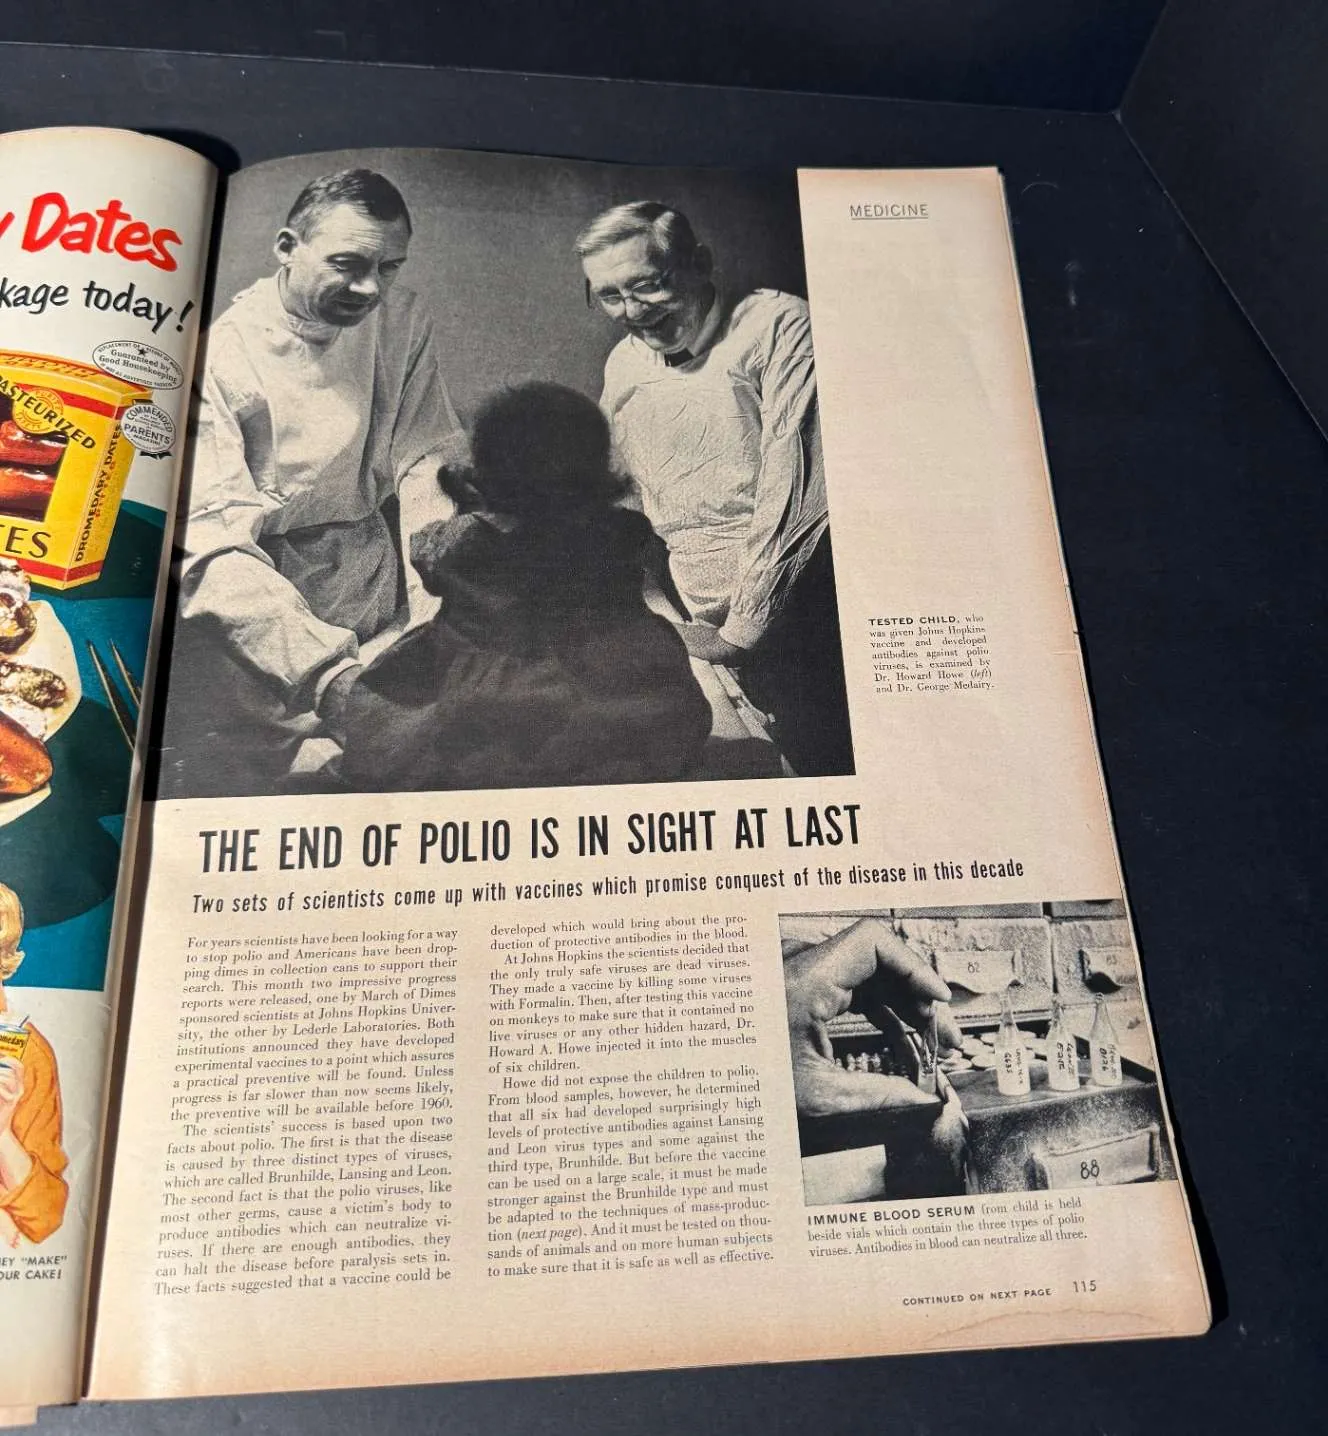 Dates
kage today!
REPLACEMENT OR
Guaranteed by
Good Housekeeping
PASTEURIZED
COMMENDED
PARENTS
MAGAZINE
DROMEDARY DATES
TES
EY "MAKE"
OUR CAKE!
MEDICINE
TESTED CHILD, who
was given Johns Hopkins
vaccine and developed
antibodies against polio
viruses, is examined by
Dr. Howard Howe (left)
and Dr. George Medairy.
THE END OF POLIO IS IN SIGHT AT LAST
Two sets of scientists come up with vaccines which promise conquest of the disease in this decade
For years scientists have been looking for a way
to stop polio and Americans have been drop-
ping dimes in collection cans to support their
search. This month two impressive progress
reports were released, one by March of Dimes
sponsored scientists at Johns Hopkins Univer-
sity, the other by Lederle Laboratories. Both
institutions announced they have developed
experimental vaccines to a point which assures
a practical preventive will be found. Unless
progress is far slower than now seems likely,
the preventive will be available before 1960.
The scientists' success is based upon two
facts about polio. The first is that the disease
is caused by three distinct types of viruses,
which are called Brunhilde, Lansing and Leon.
The second fact is that the polio viruses, like
most other germs, cause a victim's body to
produce antibodies which can neutralize vi-
ruses. If there are enough antibodies, they
can halt the disease before paralysis sets in.
These facts suggested that a vaccine could be
developed which would bring about the pro-
duction of protective antibodies in the blood.
At Johns Hopkins the scientists decided that
the only truly safe viruses are dead viruses.
They made a vaccine by killing some viruses
with Formalin. Then, after testing this vaccine
on monkeys to make sure that it contained no
live viruses or any other hidden hazard, Dr.
Howard A. Howe injected it into the muscles
of six children.
Howe did not expose the children to polio.
From blood samples, however, he determined
that all six had developed surprisingly high
levels of protective antibodies against Lansing
and Leon virus types and some against the
third type, Brunhilde. But before the vaccine
can be used on a large scale, it must be made
stronger against the Brunhilde type and must
be adapted to the techniques of mass-produc-
tion (next page). And it must be tested on thou-
sands of animals and on more human subjects
to make sure that it is safe as well as effective.
82
83
88
IMMUNE BLOOD SERUM from child is held
beside vials which contain the three types of polio
viruses. Antibodies in blood can neutralize all three.
CONTINUED ON NEXT PAGE 115